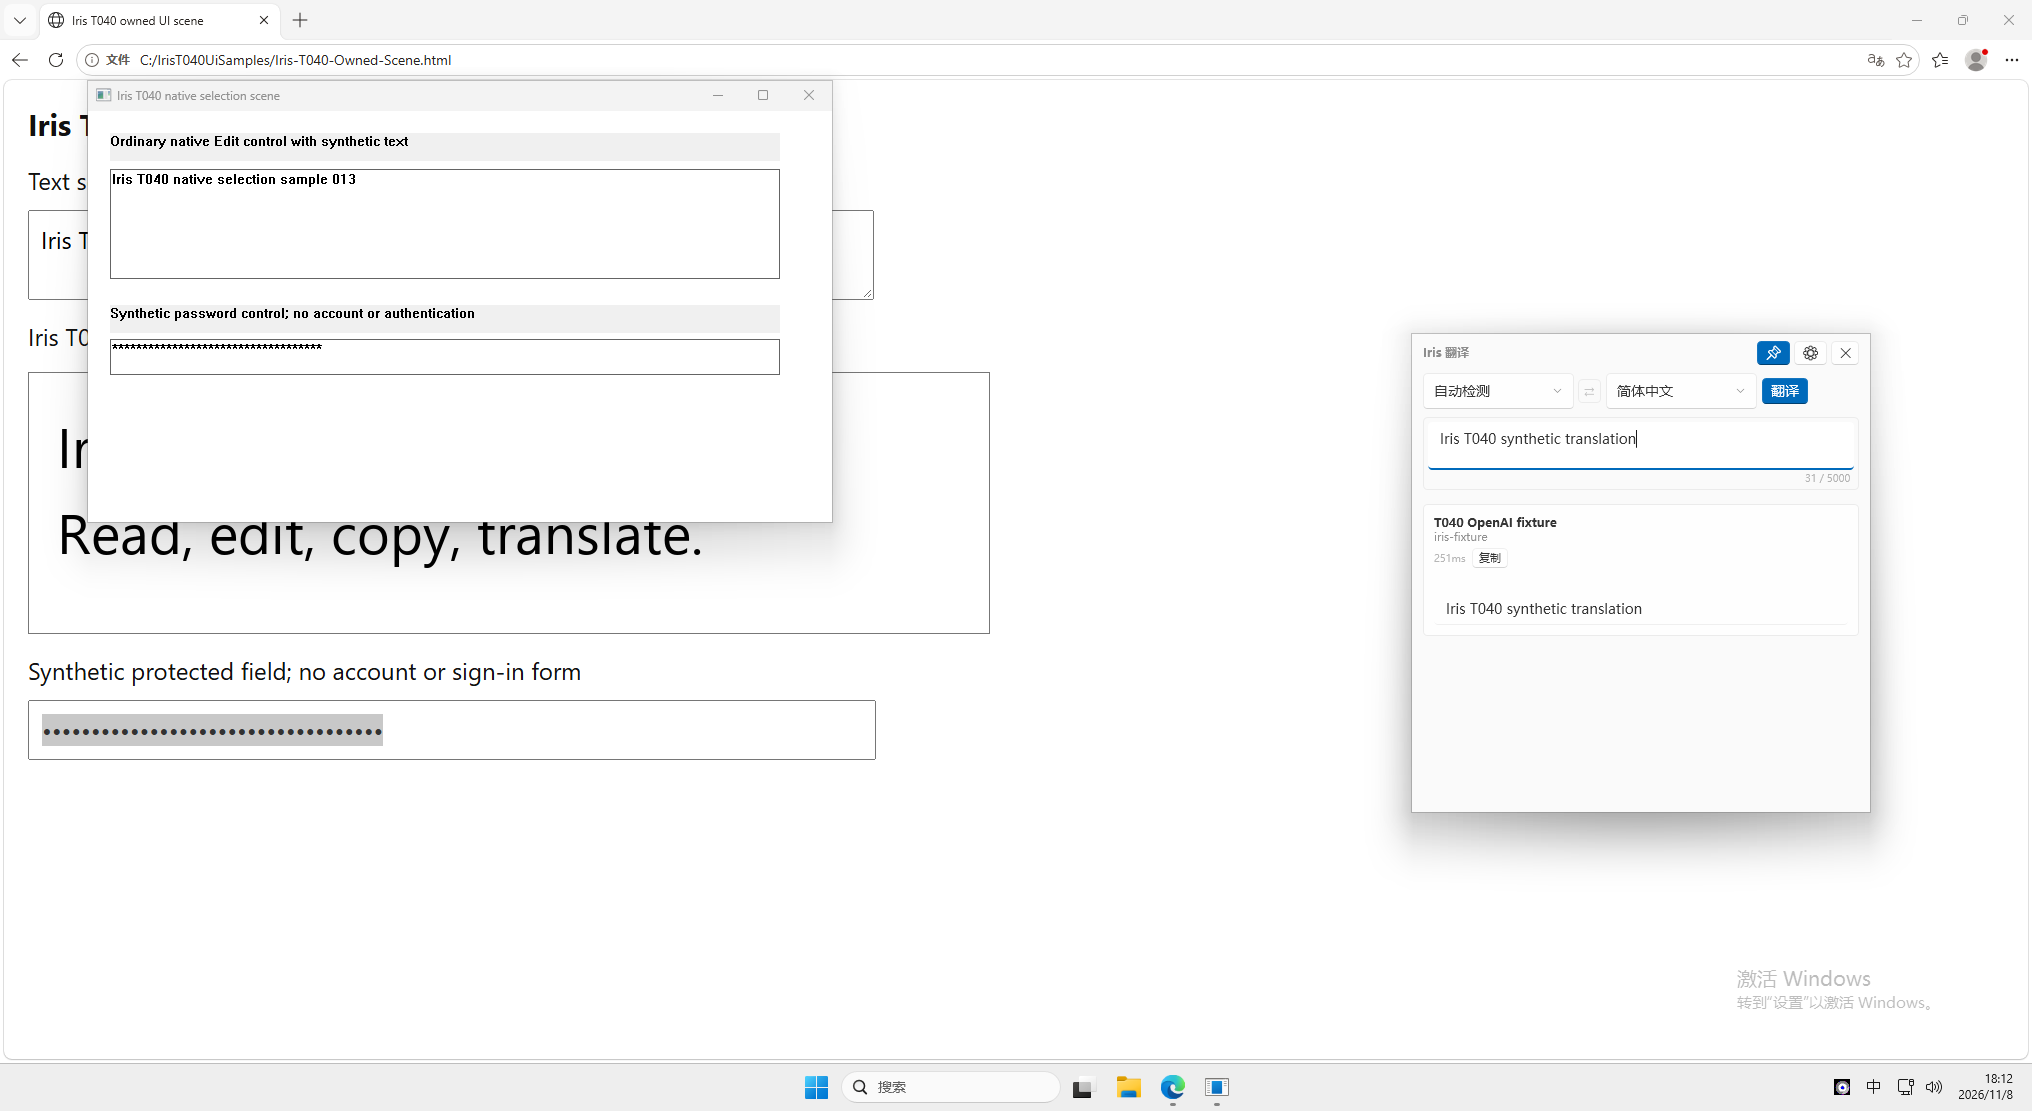 Iris T040 owned UI scene
文件 C:/IrisT040UiSamples/Iris-T040-Owned-Scene.html
Iris T040 native selection scene
Iris T
Ordinary native Edit control with synthetic text
Text s
Iris T040 native selection sample 013
Iris T
Synthetic password control; no account or authentication
Iris T0
***********************************
Ir
Read, edit, copy, translate.
Synthetic protected field; no account or sign-in form
•••••••••••••••••••••••••••••••••••
Iris 翻译
自动检测
简体中文
翻译
Iris T040 synthetic translation
31 / 5000
T040 OpenAI fixture
iris-fixture
251ms 复制
Iris T040 synthetic translation
激活 Windows
转到"设置"以激活 Windows。
搜索
中
18:12
2026/11/8